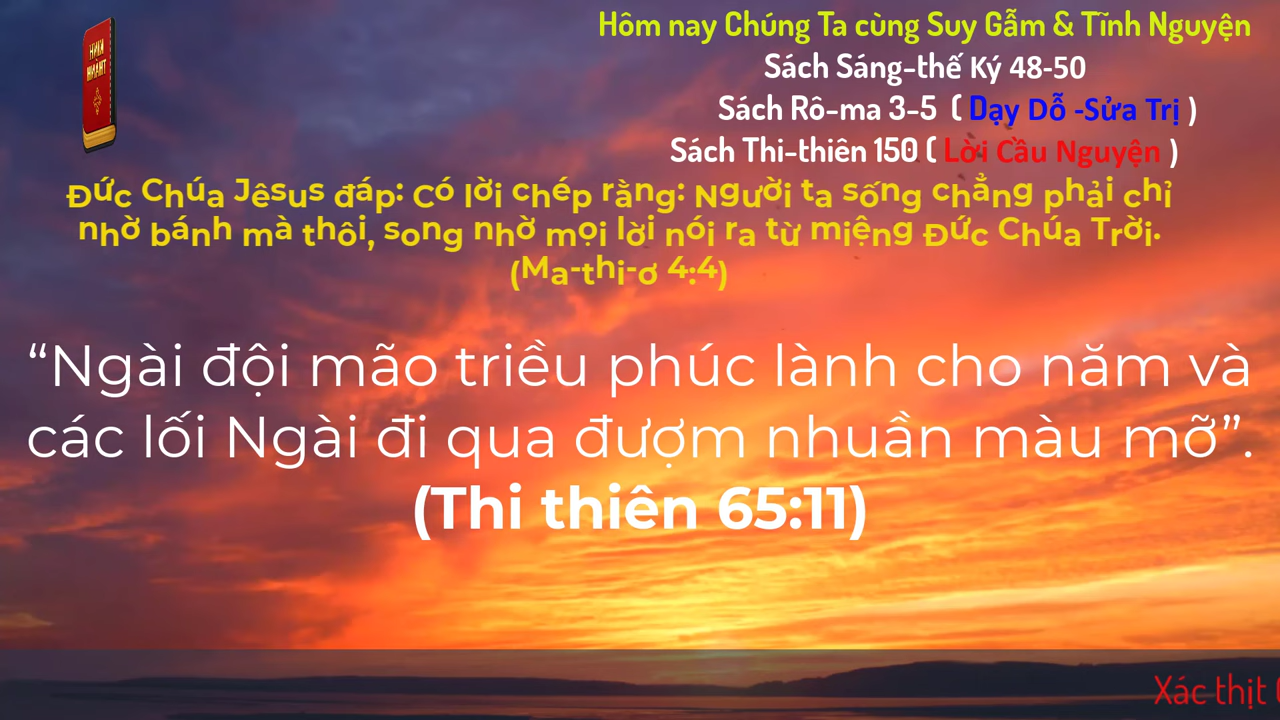 Hôm nay Chúng Ta cùng Suy Gẫm & Tĩnh Nguyện
Sách Sáng-thế Ký 48-50
Sách Rô-ma 3-5 ( Dạy Dỗ -Sửa Trị )
Sách Thi-thiên 150 ( Lời Cầu Nguyện )
KINH
THÁNH
Đức Chúa Jêsus đáp: Có lời chép rằng: Người ta sống chẳng phải chỉ
nhờ bánh mà thôi, song nhờ mọi lời nói ra từ miệng Đức Chúa Trời.
(Ma-thi-ơ 4:4)
“Ngài đội mão triều phúc lành cho năm và
các lối Ngài đi qua đượm nhuần màu mỡ”.
(Thi thiên 65:11)
Xác thịt